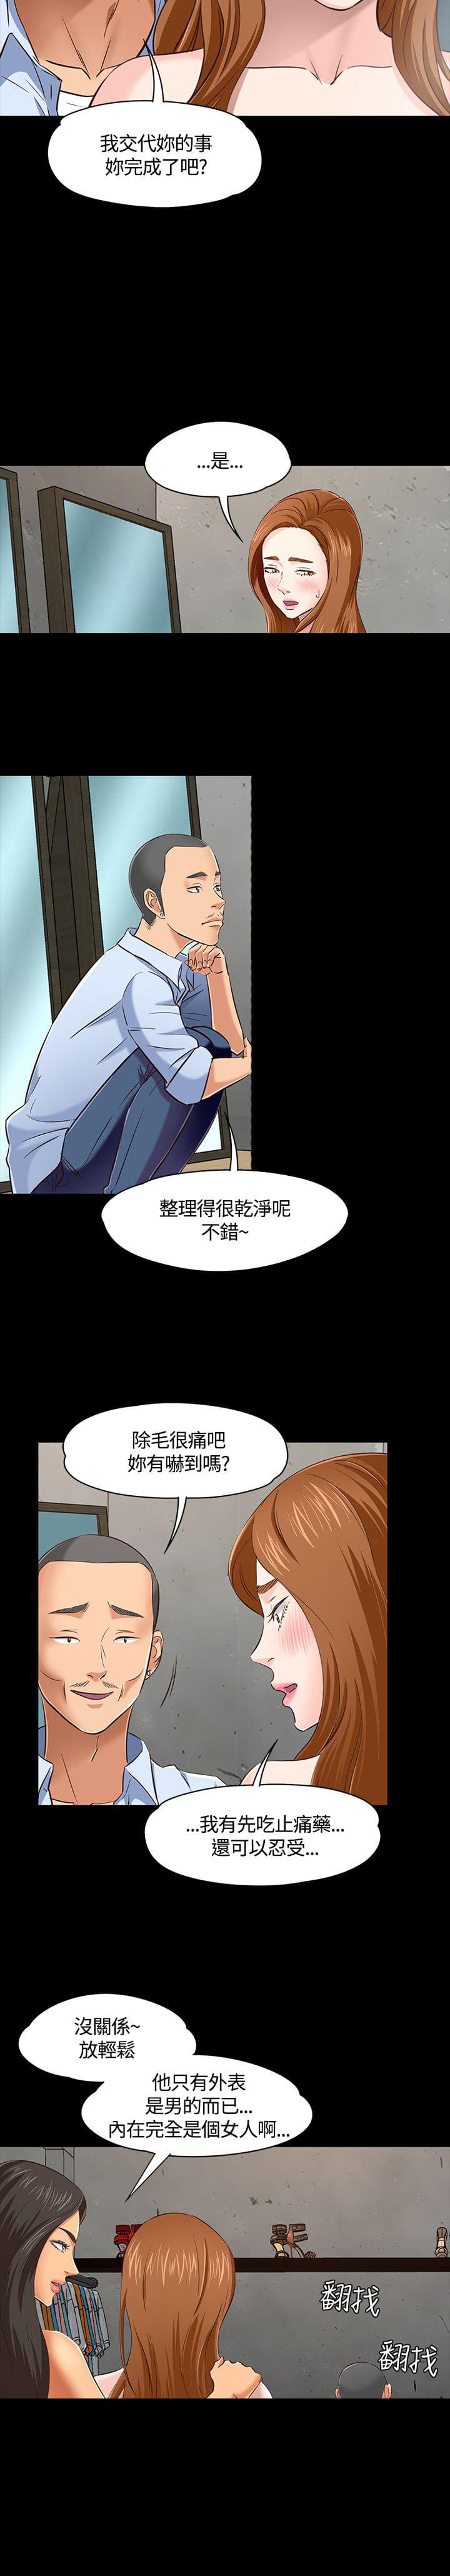 我交代妳的事
妳完成了吧?
...是...
整理得很乾淨呢
不錯~
除毛很痛吧
妳有嚇到嗎?
...我有先吃止痛藥...
還可以忍受...
沒關係~
放輕鬆
他只有外表
是男的而已...
內在完全是個女人啊...
翻找
翻找